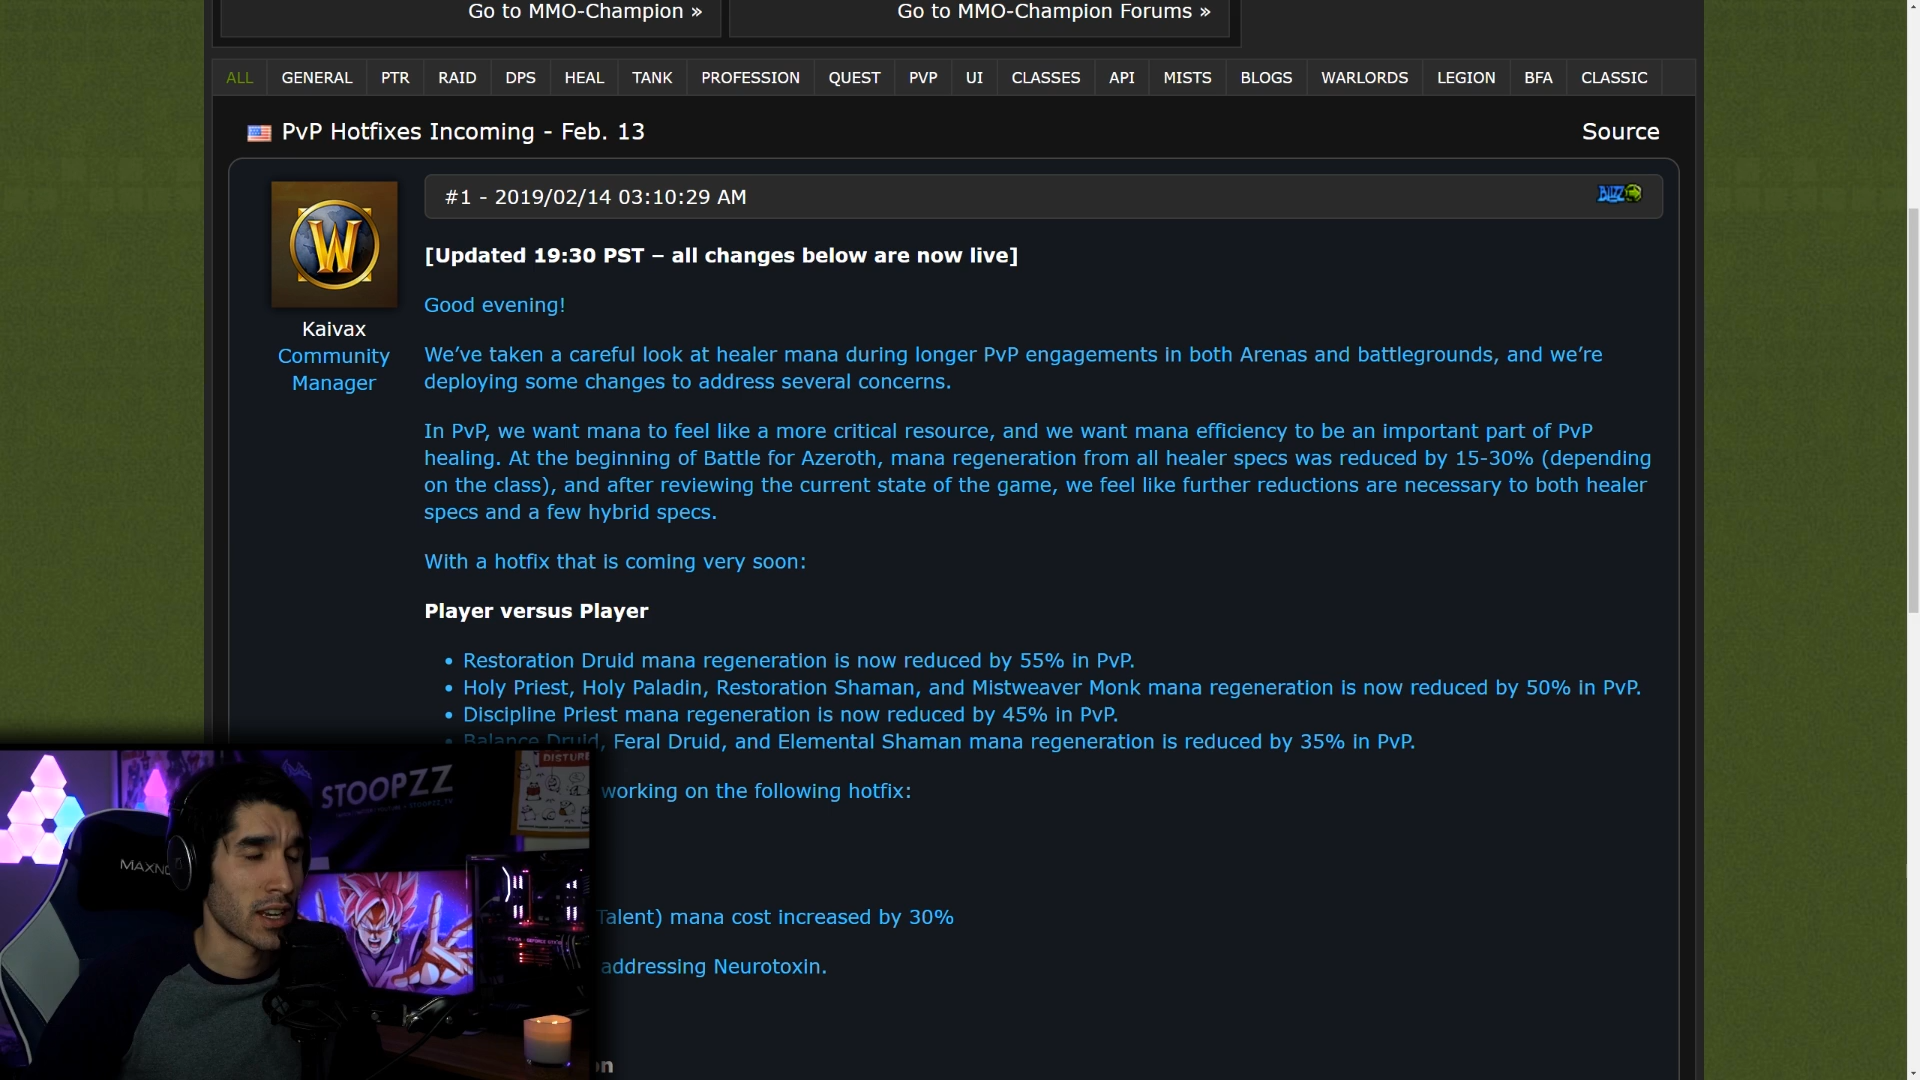 Go to MMO-Champion » Go to MMO-Champion Forums »
ALL GENERAL PTR RAID DPS HEAL TANK PROFESSION QUEST PVP UI CLASSES API MISTS BLOGS WARLORDS LEGION BFA CLASSIC
PvP Hotfixes Incoming - Feb. 13 Source
#1 - 2019/02/14 03:10:29 AM BLIZZ
[Updated 19:30 PST – all changes below are now live]
Good evening!
Kaivax
Community
Manager
We’ve taken a careful look at healer mana during longer PvP engagements in both Arenas and battlegrounds, and we’re
deploying some changes to address several concerns.
In PvP, we want mana to feel like a more critical resource, and we want mana efficiency to be an important part of PvP
healing. At the beginning of Battle for Azeroth, mana regeneration from all healer specs was reduced by 15-30% (depending
on the class), and after reviewing the current state of the game, we feel like further reductions are necessary to both healer
specs and a few hybrid specs.
With a hotfix that is coming very soon:
Player versus Player
• Restoration Druid mana regeneration is now reduced by 55% in PvP.
• Holy Priest, Holy Paladin, Restoration Shaman, and Mistweaver Monk mana regeneration is now reduced by 50% in PvP.
• Discipline Priest mana regeneration is now reduced by 45% in PvP.
• Balance Druid, Feral Druid, and Elemental Shaman mana regeneration is reduced by 35% in PvP.
working on the following hotfix:
Talent) mana cost increased by 30%
addressing Neurotoxin.
on
STOOPZZ
DISTURB
MAXNO